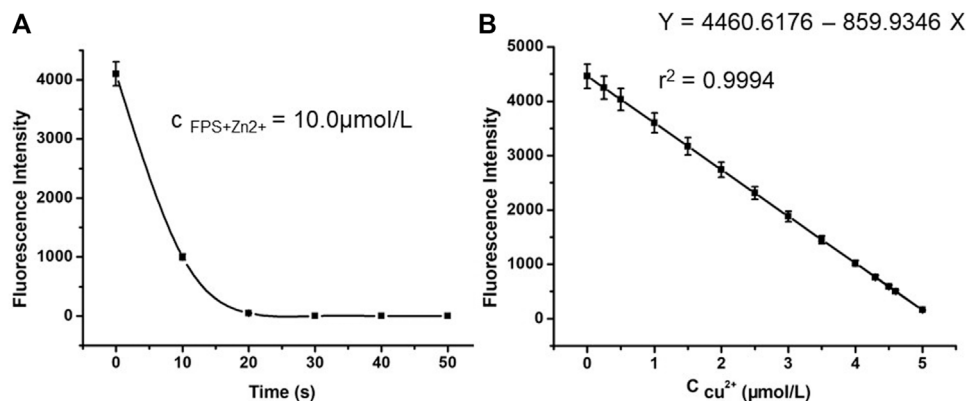 A
Fluorescence Intensity
4000
3000
2000
1000
0
c FPS+Zn2+ = 10.0μmol/L
0 10 20 30 40 50
Time (s)
B
Y = 4460.6176 – 859.9346 X
r² = 0.9994
Fluorescence Intensity
5000
4000
3000
2000
1000
0
0 1 2 3 4 5
C cu²⁺ (μmol/L)